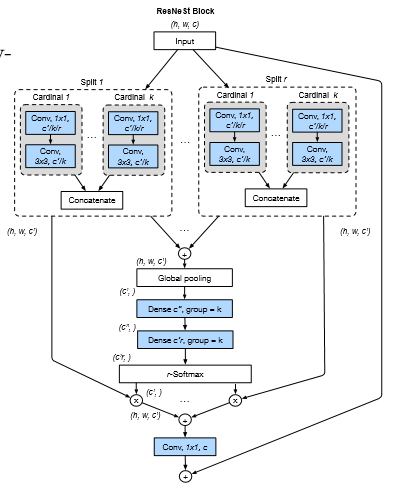 ResNeSt Block
(h, w, c)
Input
Split 1
Split r
Cardinal 1
Cardinal k
Cardinal 1
Cardinal k
Conv, 1x1,
c'/k/r
Conv, 1x1,
c'/k/r
Conv, 1x1,
c'/k/r
Conv, 1x1,
c'/k/r
...
...
...
Conv,
3x3, c'/k
Conv,
3x3, c'/k
Conv,
3x3, c'/k
Conv,
3x3, c'/k
Concatenate
Concatenate
(h, w, c')
...
(h, w, c')
+
(h, w, c')
Global pooling
(c', )
Dense c'', group = k
(c'', )
Dense c'r, group = k
(c'r, )
r-Softmax
(c', )
x
...
x
(h, w, c')
+
Conv, 1x1, c
+